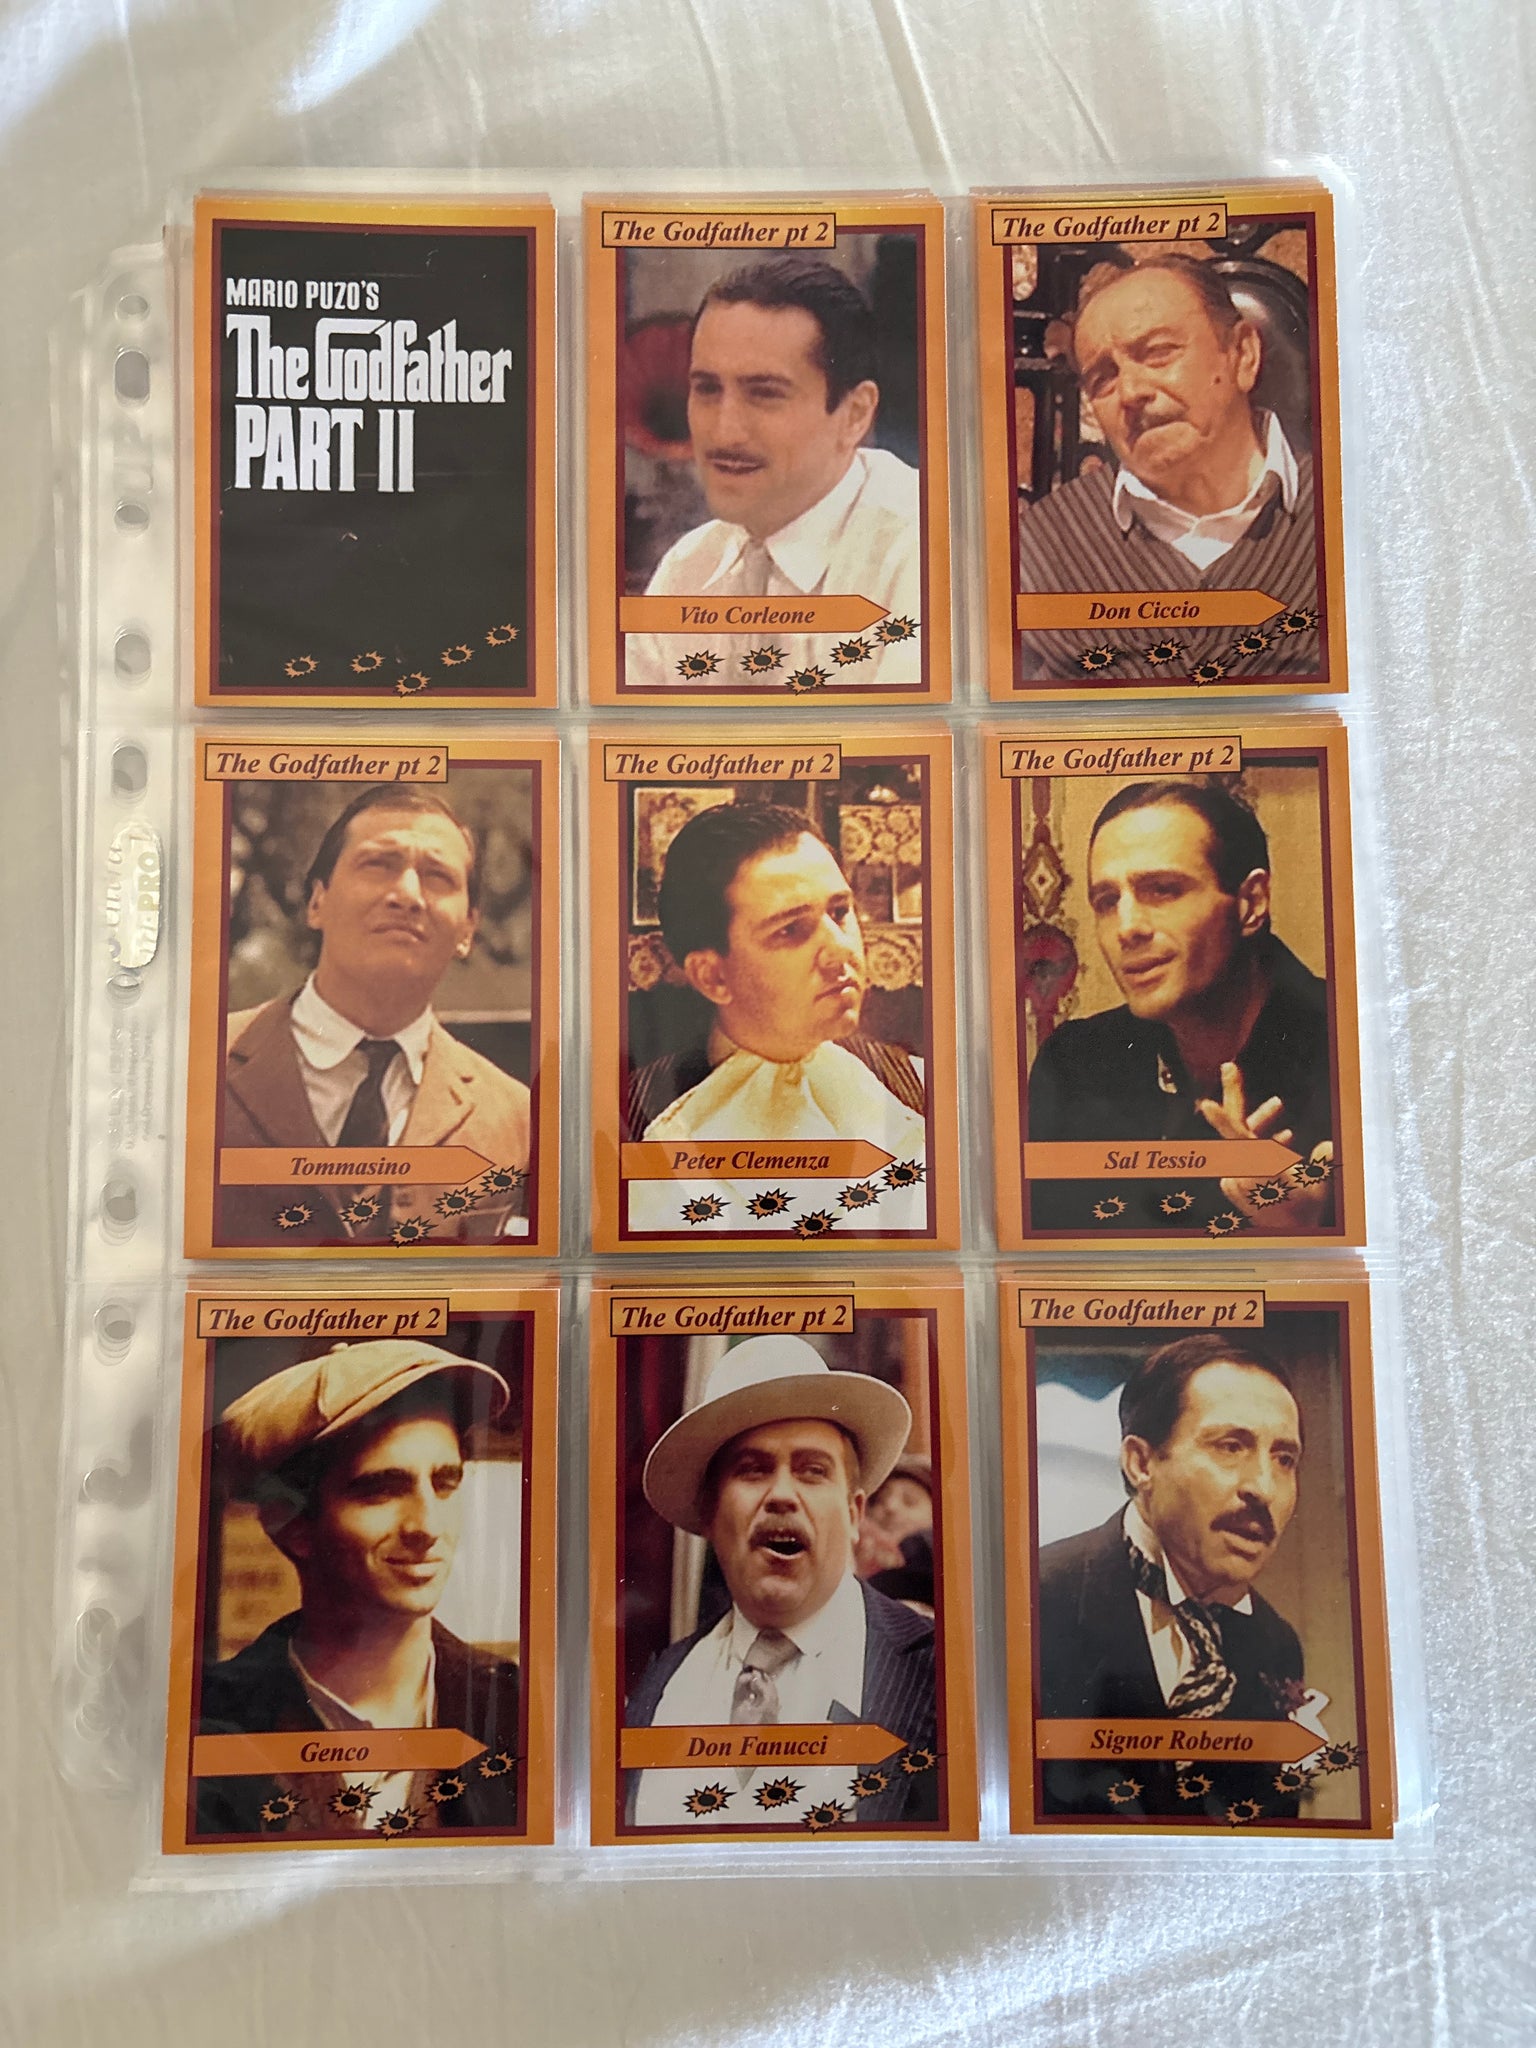 MARIO PUZO'S
The Godfather
PART II
The Godfather pt 2
Vito Corleone
The Godfather pt 2
Don Ciccio
The Godfather pt 2
Tommasino
The Godfather pt 2
Peter Clemenza
The Godfather pt 2
Sal Tessio
The Godfather pt 2
Genco
The Godfather pt 2
Don Fanucci
The Godfather pt 2
Signor Roberto
ultra
PRO